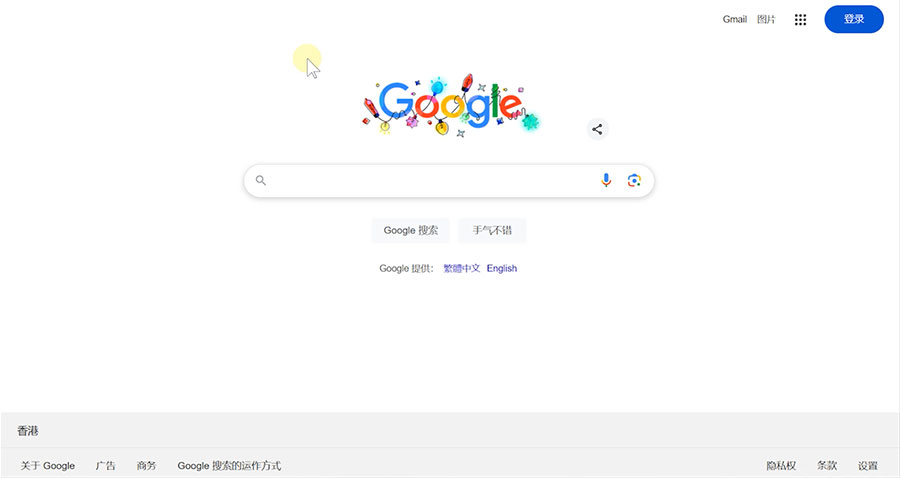 Gmail 图片 登录
Google
Google 搜索 手气不错
Google 提供： 繁體中文 English
香港
关于 Google 广告 商务 Google 搜索的运作方式 隐私权 条款 设置